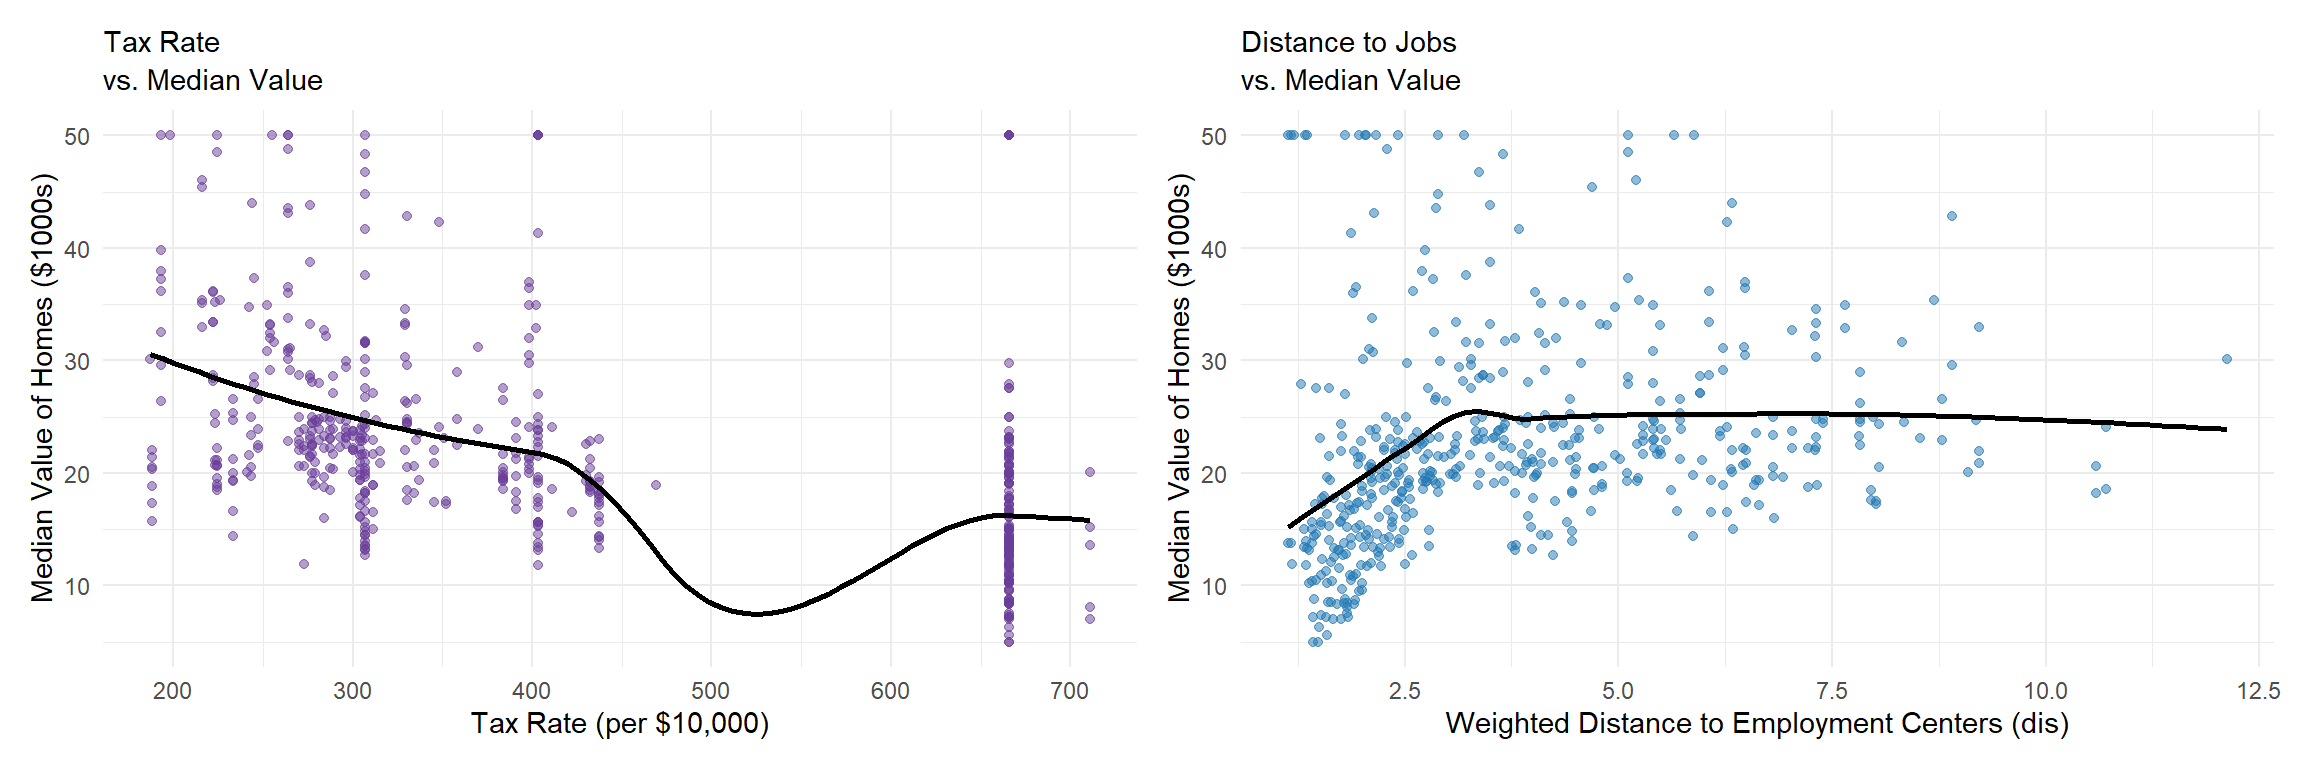 Tax Rate
vs. Median Value
50
40
30
20
10
Median Value of Homes ($1000s)
200 300 400 500 600 700
Tax Rate (per $10,000)
Distance to Jobs
vs. Median Value
50
40
30
20
10
Median Value of Homes ($1000s)
2.5 5.0 7.5 10.0 12.5
Weighted Distance to Employment Centers (dis)